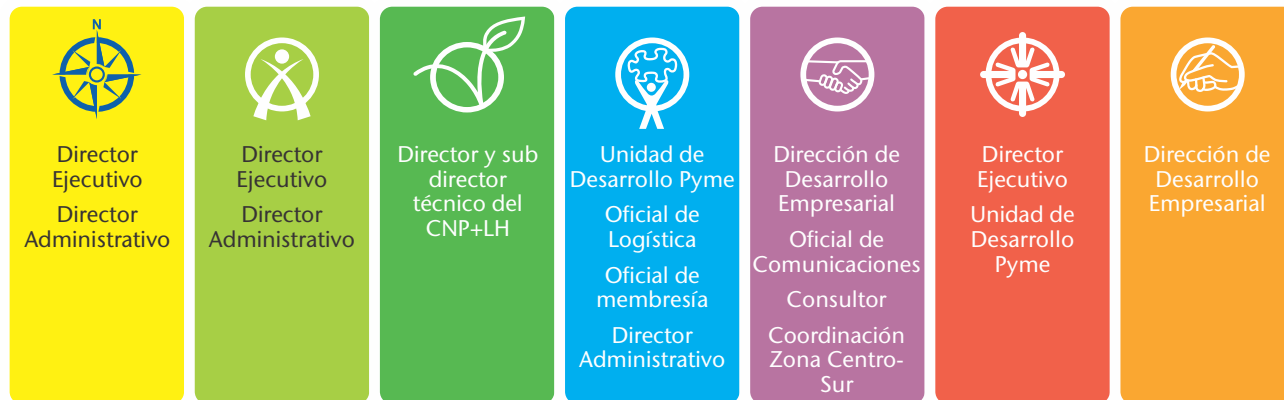 N
Director
Ejecutivo
Director
Administrativo
Director
Ejecutivo
Director
Administrativo
Director y sub
director
técnico del
CNP+LH
Unidad de
Desarrollo Pyme
Oficial de
Logística
Oficial de
membresía
Director
Administrativo
Dirección de
Desarrollo
Empresarial
Oficial de
Comunicaciones
Consultor
Coordinación
Zona Centro-
Sur
Director
Ejecutivo
Unidad de
Desarrollo
Pyme
Dirección de
Desarrollo
Empresarial